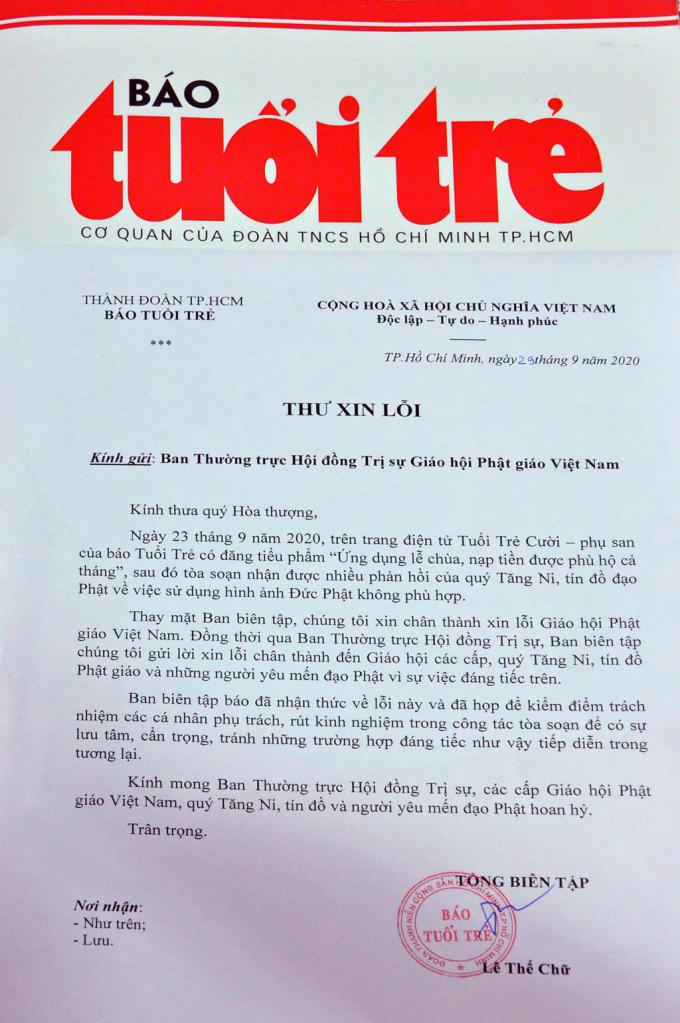 BÁO
tuổi trẻ
CƠ QUAN CỦA ĐOÀN TNCS HỒ CHÍ MINH TP.HCM
THÀNH ĐOÀN TP.HCM
BÁO TUỔI TRẺ
***
CỘNG HOÀ XÃ HỘI CHỦ NGHĨA VIỆT NAM
Độc lập – Tự do – Hạnh phúc
TP.Hồ Chí Minh, ngày 29 tháng 9 năm 2020
THƯ XIN LỖI
Kính gửi: Ban Thường trực Hội đồng Trị sự Giáo hội Phật giáo Việt Nam
Kính thưa quý Hòa thượng,
Ngày 23 tháng 9 năm 2020, trên trang điện tử Tuổi Trẻ Cười – phụ san
của báo Tuổi Trẻ có đăng tiểu phẩm “Ứng dụng lễ chùa, nạp tiền được phù hộ cả
tháng”, sau đó tòa soạn nhận được nhiều phản hồi của quý Tăng Ni, tín đồ đạo
Phật về việc sử dụng hình ảnh Đức Phật không phù hợp.
Thay mặt Ban biên tập, chúng tôi xin chân thành xin lỗi Giáo hội Phật
giáo Việt Nam. Đồng thời qua Ban Thường trực Hội đồng Trị sự, Ban biên tập
chúng tôi gửi lời xin lỗi chân thành đến Giáo hội các cấp, quý Tăng Ni, tín đồ
Phật giáo và những người yêu mến đạo Phật vì sự việc đáng tiếc trên.
Ban biên tập báo đã nhận thức về lỗi này và đã họp để kiểm điểm trách
nhiệm các cá nhân phụ trách, rút kinh nghiệm trong công tác tòa soạn để có sự
lưu tâm, cẩn trọng, tránh những trường hợp đáng tiếc như vậy tiếp diễn trong
tương lai.
Kính mong Ban Thường trực Hội đồng Trị sự, các cấp Giáo hội Phật
giáo Việt Nam, quý Tăng Ni, tín đồ và người yêu mến đạo Phật hoan hỷ.
Trân trọng.
TỔNG BIÊN TẬP
Nơi nhận:
- Như trên;
- Lưu.
ĐOÀN THANH NIÊN CỘNG SẢN HỒ CHÍ MINH T.P HỒ CHÍ MINH
BÁO
TUỔI TRẺ
Lê Thế Chữ